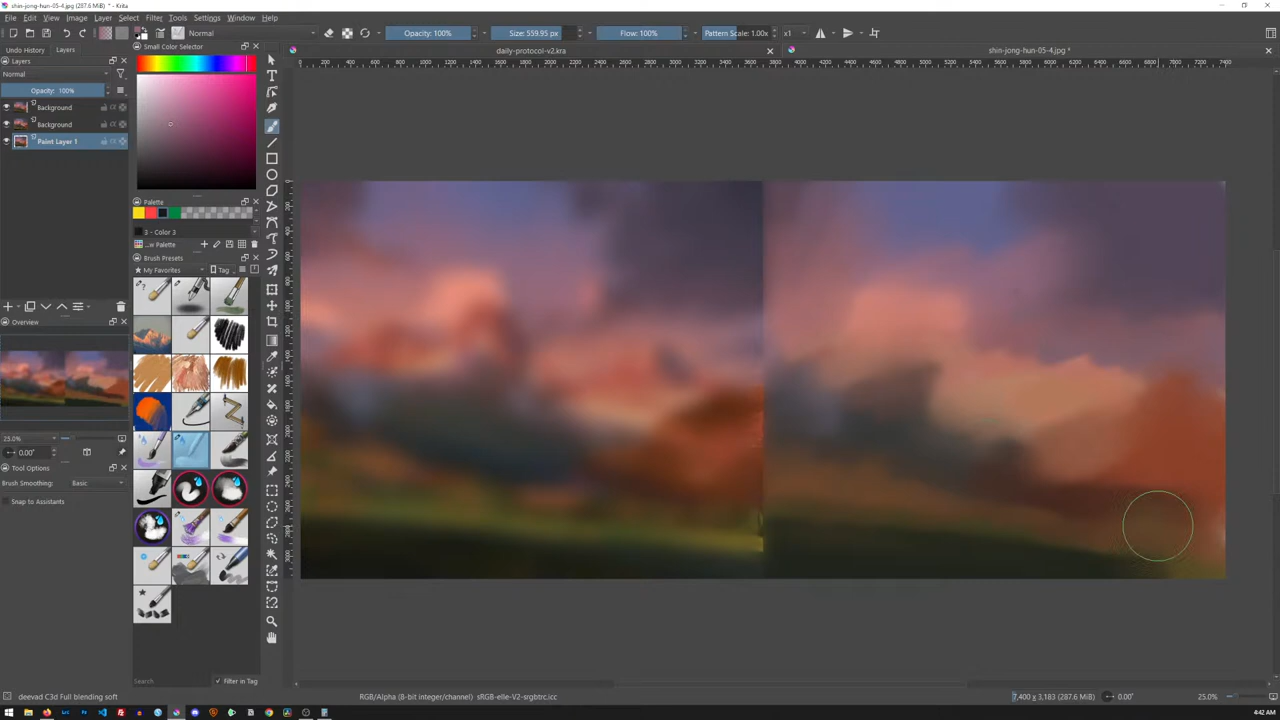 shin-jong-hun-05-4.jpg (287.6 MiB) * - Krita
File Edit View Image Layer Select Filter Tools Settings Window Help
Normal Opacity: 100% Size: 559.95 px Flow: 100% Pattern Scale: 1.00x x1
Undo History Layers
Small Color Selector
daily-protocol-v2.kra
shin-jong-hun-05-4.jpg *
Layers
Normal
Opacity: 100%
Background
Background
Paint Layer 1
Palette
3 - Color 3
...w Palette
Brush Presets
My Favorites Tag
Overview
25.0%
0.00°
Tool Options
Brush Smoothing: Basic
Snap to Assistants
Search Filter in Tag
deevad C3d Full blending soft
RGB/Alpha (8-bit integer/channel) sRGB-elle-V2-srgbtrc.icc
7,400 x 3,183 (287.6 MiB)
0.00°
25.0%
4:42 AM